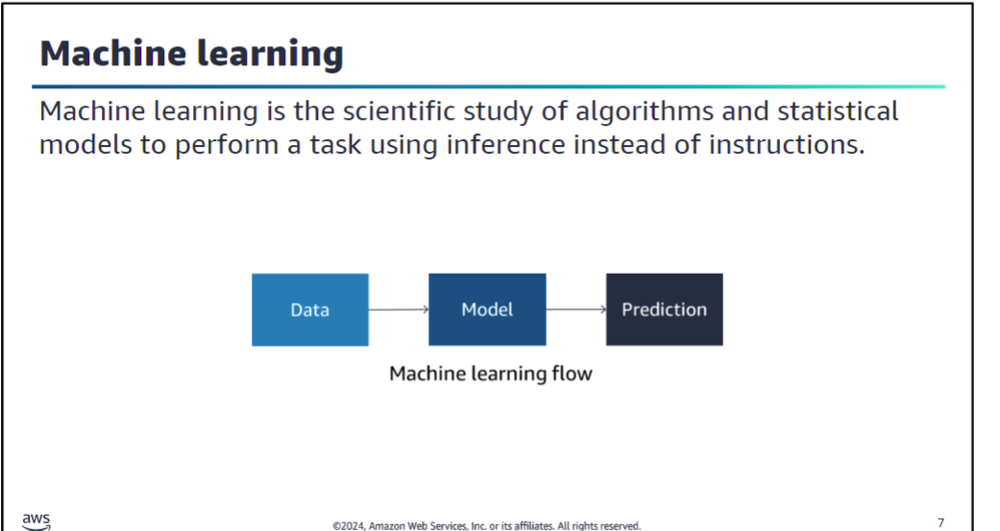 Machine learning
Machine learning is the scientific study of algorithms and statistical
models to perform a task using inference instead of instructions.
Data
Model
Prediction
Machine learning flow
aws
©2024, Amazon Web Services, Inc. or its affiliates. All rights reserved.
7